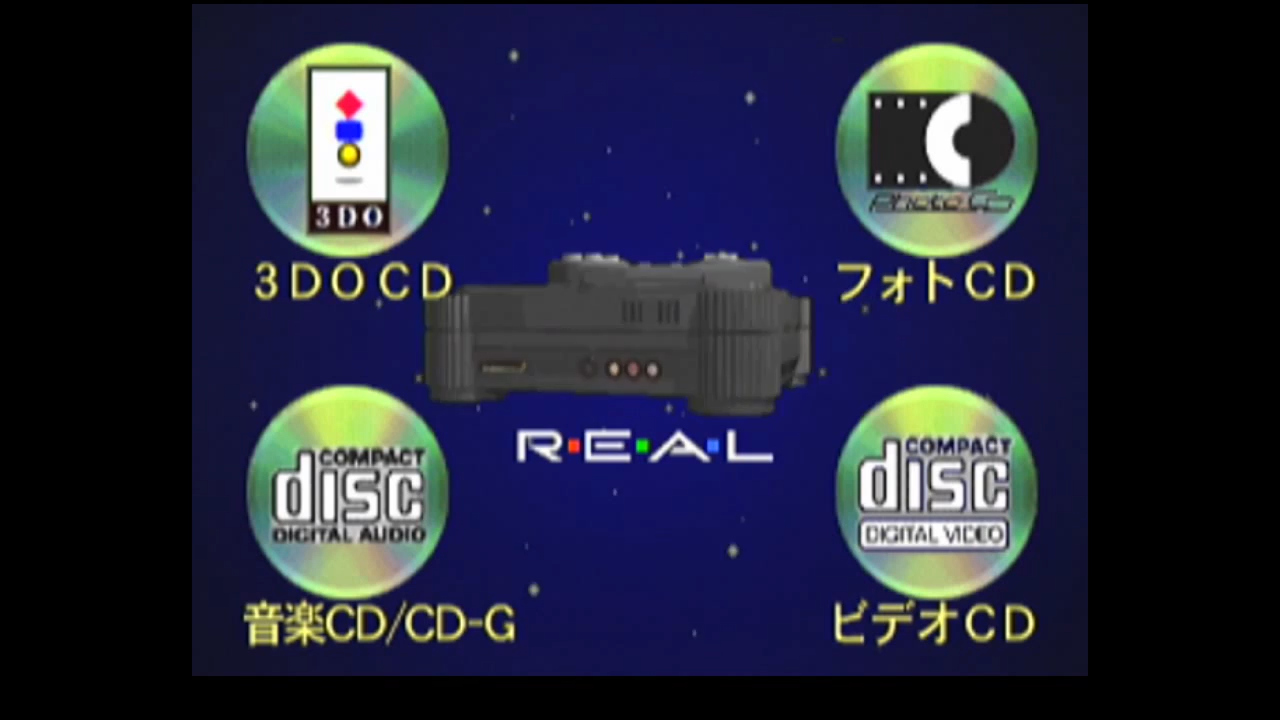 3DO
3DO CD
Photo CD
フォトCD
R·E·A·L
COMPACT
disc
DIGITAL AUDIO
音楽CD/CD-G
COMPACT
disc
DIGITAL VIDEO
ビデオCD